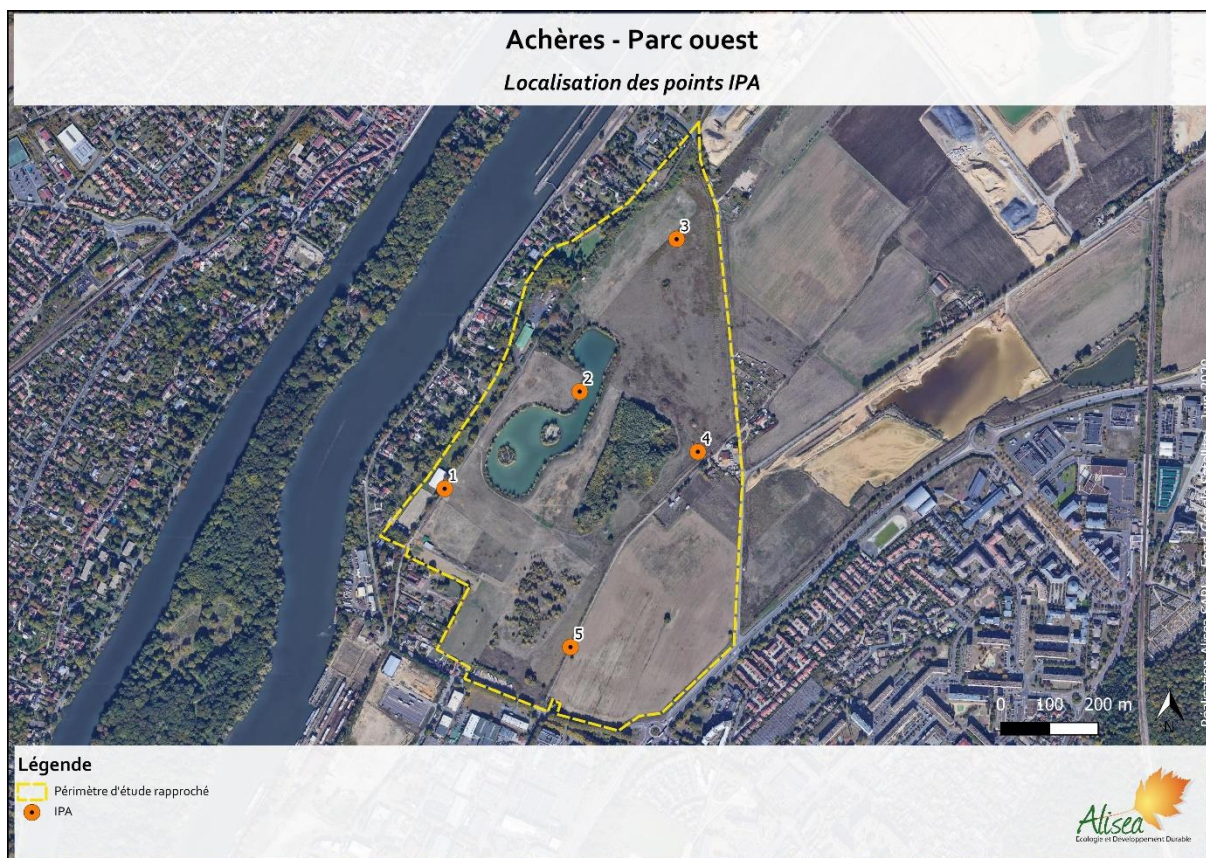 Achères - Parc ouest
Localisation des points IPA
3
2
4
1
5
0 100 200 m
N
Légende
Périmètre d'étude rapproché
IPA
Alisea
Ecologie et Développement Durable